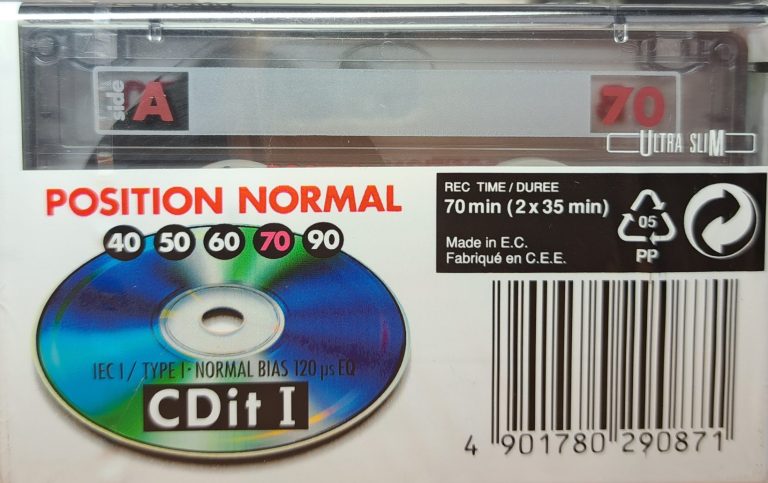 side A
70
ULTRA SLIM
POSITION NORMAL
40 50 60 70 90
IEC I / TYPE I · NORMAL BIAS 120 µs EQ
CDit I
REC TIME / DUREE
70 min (2 x 35 min)
Made in E.C.
Fabriqué en C.E.E.
05
PP
4 901780 290871